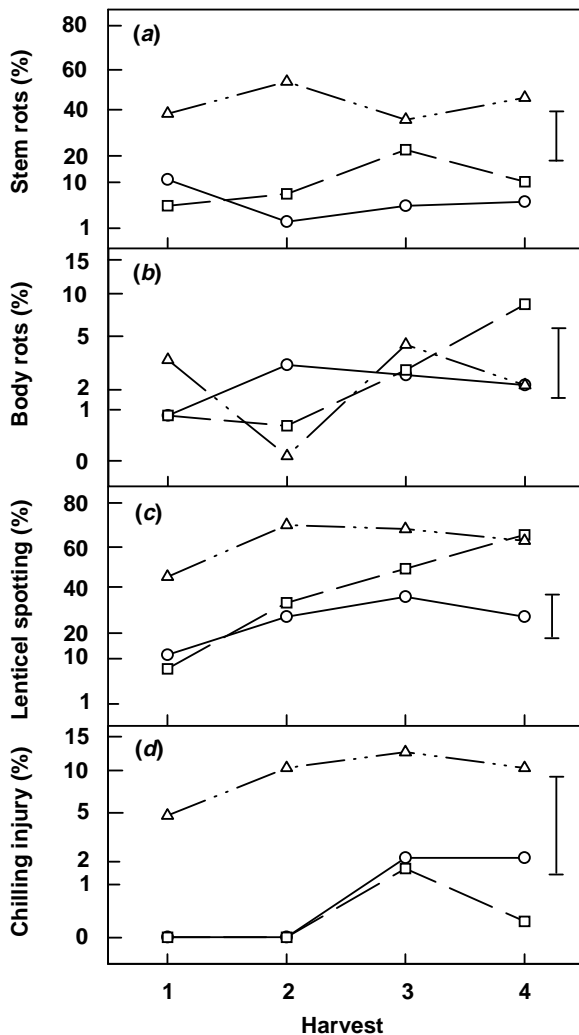 (a)
Stem rots (%)
80
60
40
20
10
1
(b)
Body rots (%)
15
10
5
2
1
0
(c)
Lenticel spotting (%)
80
60
40
20
10
1
(d)
Chilling injury (%)
15
10
5
2
1
0
1 2 3 4
Harvest